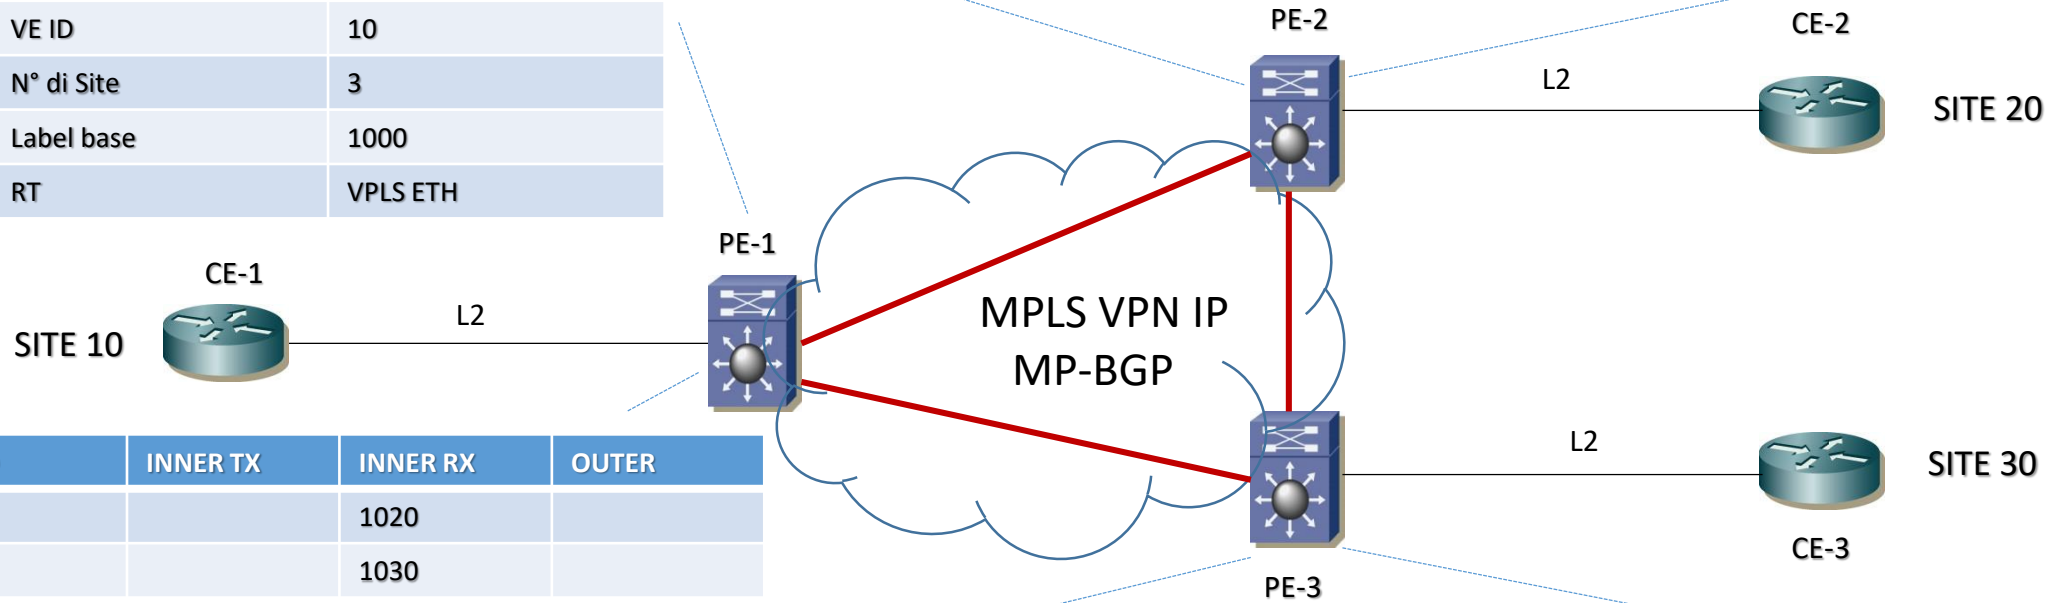 VE ID 10
N° di Site 3
Label base 1000
RT VPLS ETH
PE-2
CE-2
L2
SITE 20
PE-1
CE-1
L2
SITE 10
MPLS VPN IP
MP-BGP
INNER TX INNER RX OUTER
1020
1030
L2
SITE 30
CE-3
PE-3